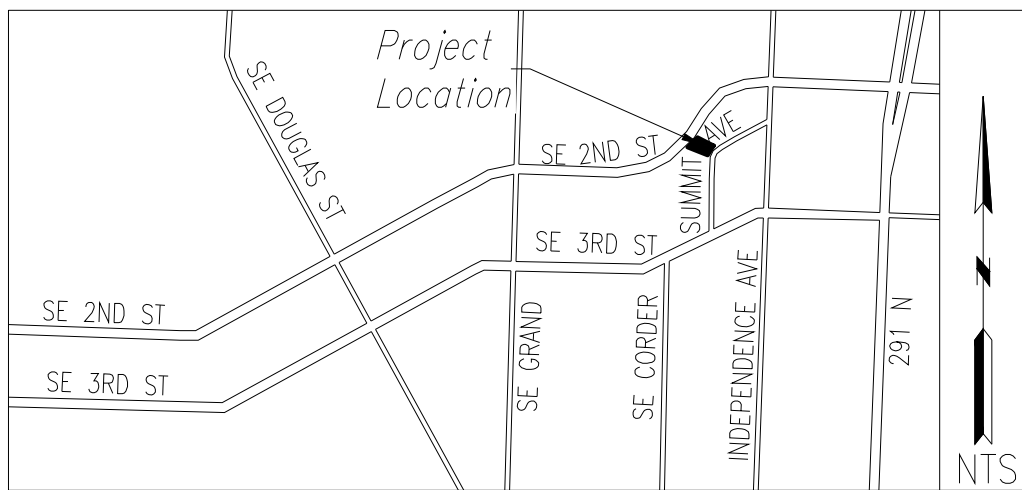 Project
Location
SE DOUGLAS ST
SE 2ND ST
SUMMIT AVE
SE 3RD ST
SE 2ND ST
SE 3RD ST
SE GRAND
SE CORDER
INDEPENDENCE AVE
291 N
N
NTS